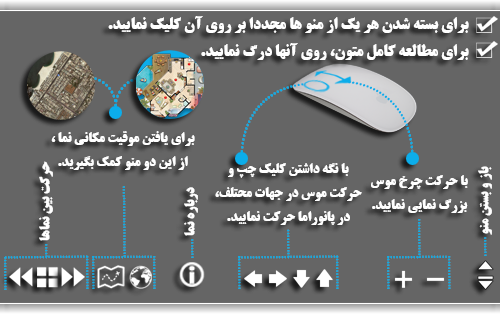 برای بسته شدن هر یک از منو ها مجددا بر روی آن کلیک نمایید.
برای مطالعه کامل متون، روی آنها درگ نمایید.
باز و بستن منو
با حرکت چرخ موس
بزرگ نمایی نمایید.
با نگه داشتن کلیک چپ و
حرکت موس در جهات مختلف،
در پانوراما حرکت نمایید.
درباره نما
برای یافتن موقیت مکانی نما ،
از این دو منو کمک بگیرید.
حرکت بین نماها